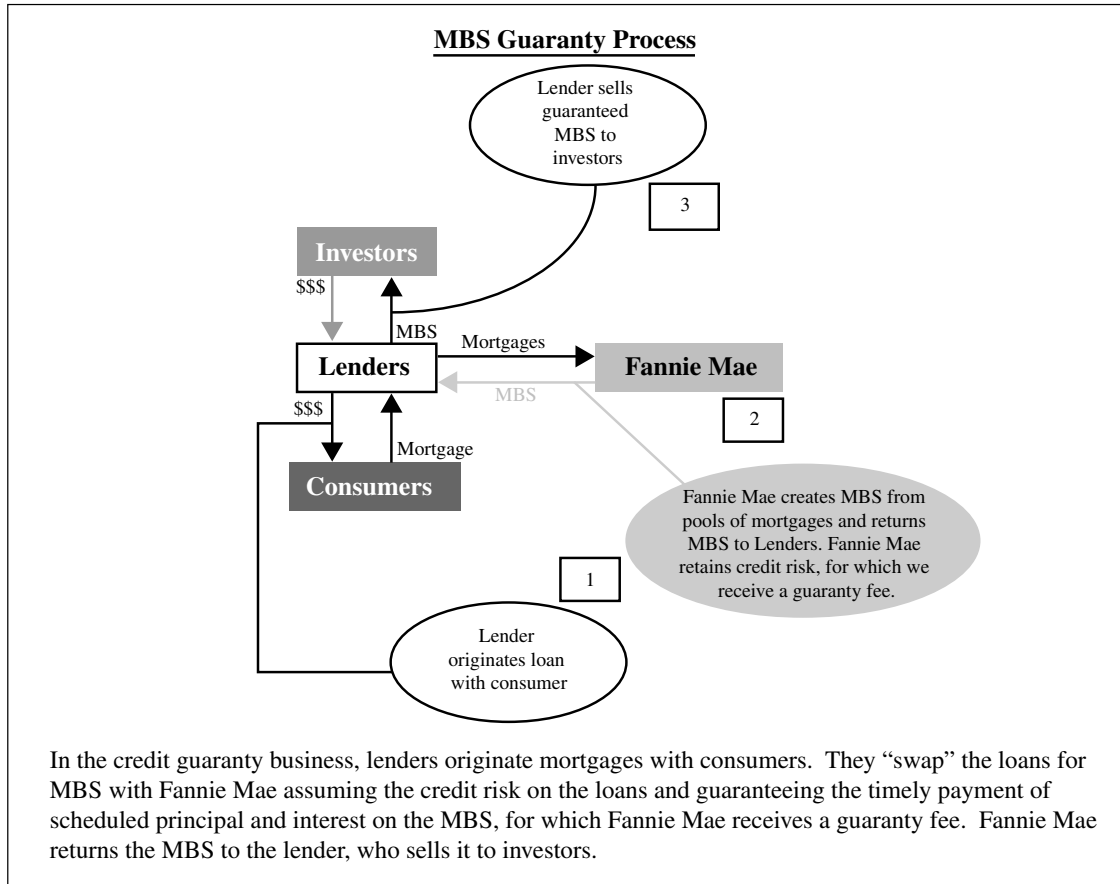 MBS Guaranty Process
Lender sells
guaranteed
MBS to
investors
3
Investors
$$$
MBS
Mortgages
Lenders
Fannie Mae
MBS
$$$
2
Mortgage
Consumers
Fannie Mae creates MBS from
pools of mortgages and returns
MBS to Lenders. Fannie Mae
retains credit risk, for which we
receive a guaranty fee.
1
Lender
originates loan
with consumer
In the credit guaranty business, lenders originate mortgages with consumers.  They “swap” the loans for
MBS with Fannie Mae assuming the credit risk on the loans and guaranteeing the timely payment of
scheduled principal and interest on the MBS, for which Fannie Mae receives a guaranty fee.  Fannie Mae
returns the MBS to the lender, who sells it to investors.